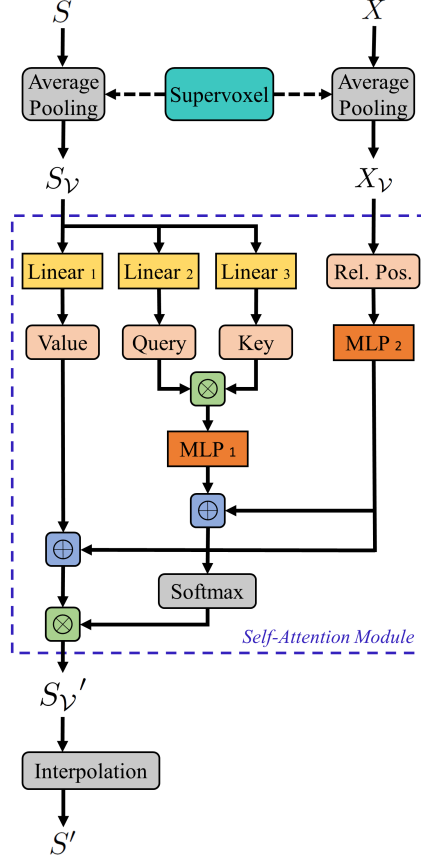 S
X
Average
Pooling
Supervoxel
Average
Pooling
S𝒱
X𝒱
Linear 1
Linear 2
Linear 3
Rel. Pos.
Value
Query
Key
MLP 2
⊗
MLP 1
⊕
⊕
Softmax
⊗
Self-Attention Module
S𝒱'
Interpolation
S'